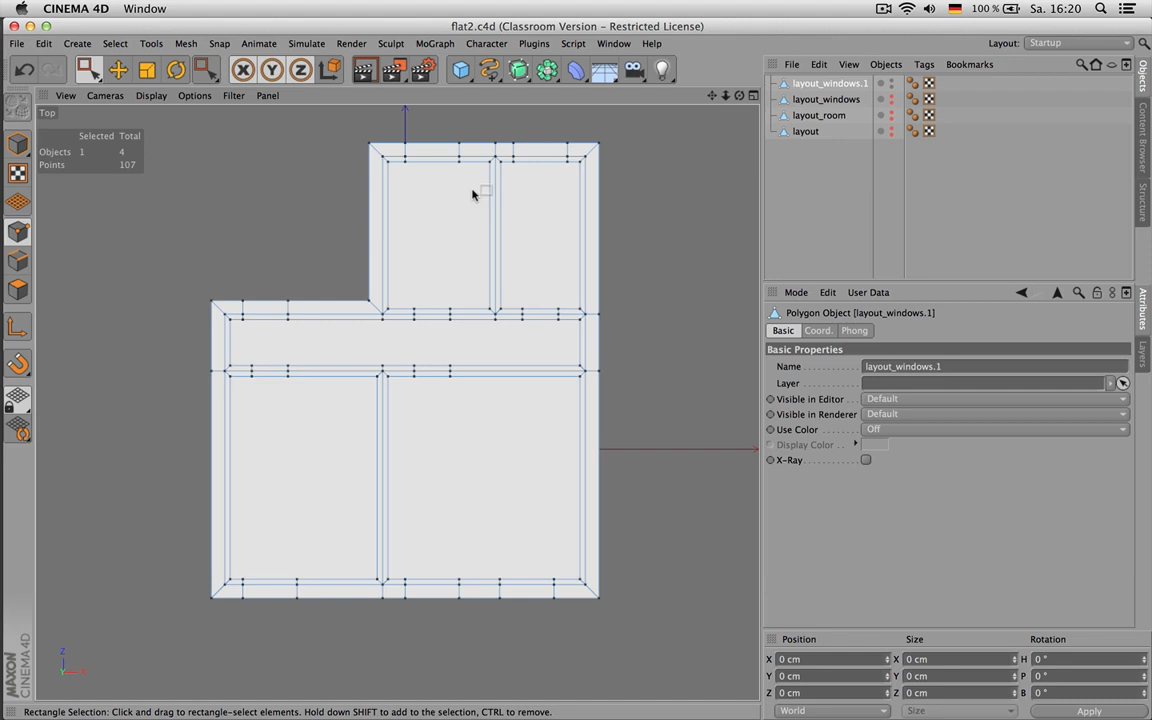 CINEMA 4D Window 100 % Sa. 16:20
flat2.c4d (Classroom Version - Restricted License)
File Edit Create Select Tools Mesh Snap Animate Simulate Render Sculpt MoGraph Character Plugins Script Window Help Layout: Startup
X Y Z
File Edit View Objects Tags Bookmarks
View Cameras Display Options Filter Panel
layout_windows.1
layout_windows
layout_room
layout
Top
Selected Total
Objects 1 4
Points 107
Objects
Content Browser
Structure
Mode Edit User Data
Polygon Object [layout_windows.1]
Basic Coord. Phong
Basic Properties
Name layout_windows.1
Layer
Visible in Editor Default
Visible in Renderer Default
Use Color Off
Display Color
X-Ray
Attributes
Layers
Position Size Rotation
X 0 cm X 0 cm H 0 °
Y 0 cm Y 0 cm P 0 °
Z 0 cm Z 0 cm B 0 °
World Size Apply
Z
Y X
MAXON
CINEMA 4D
Rectangle Selection: Click and drag to rectangle-select elements. Hold down SHIFT to add to the selection, CTRL to remove.